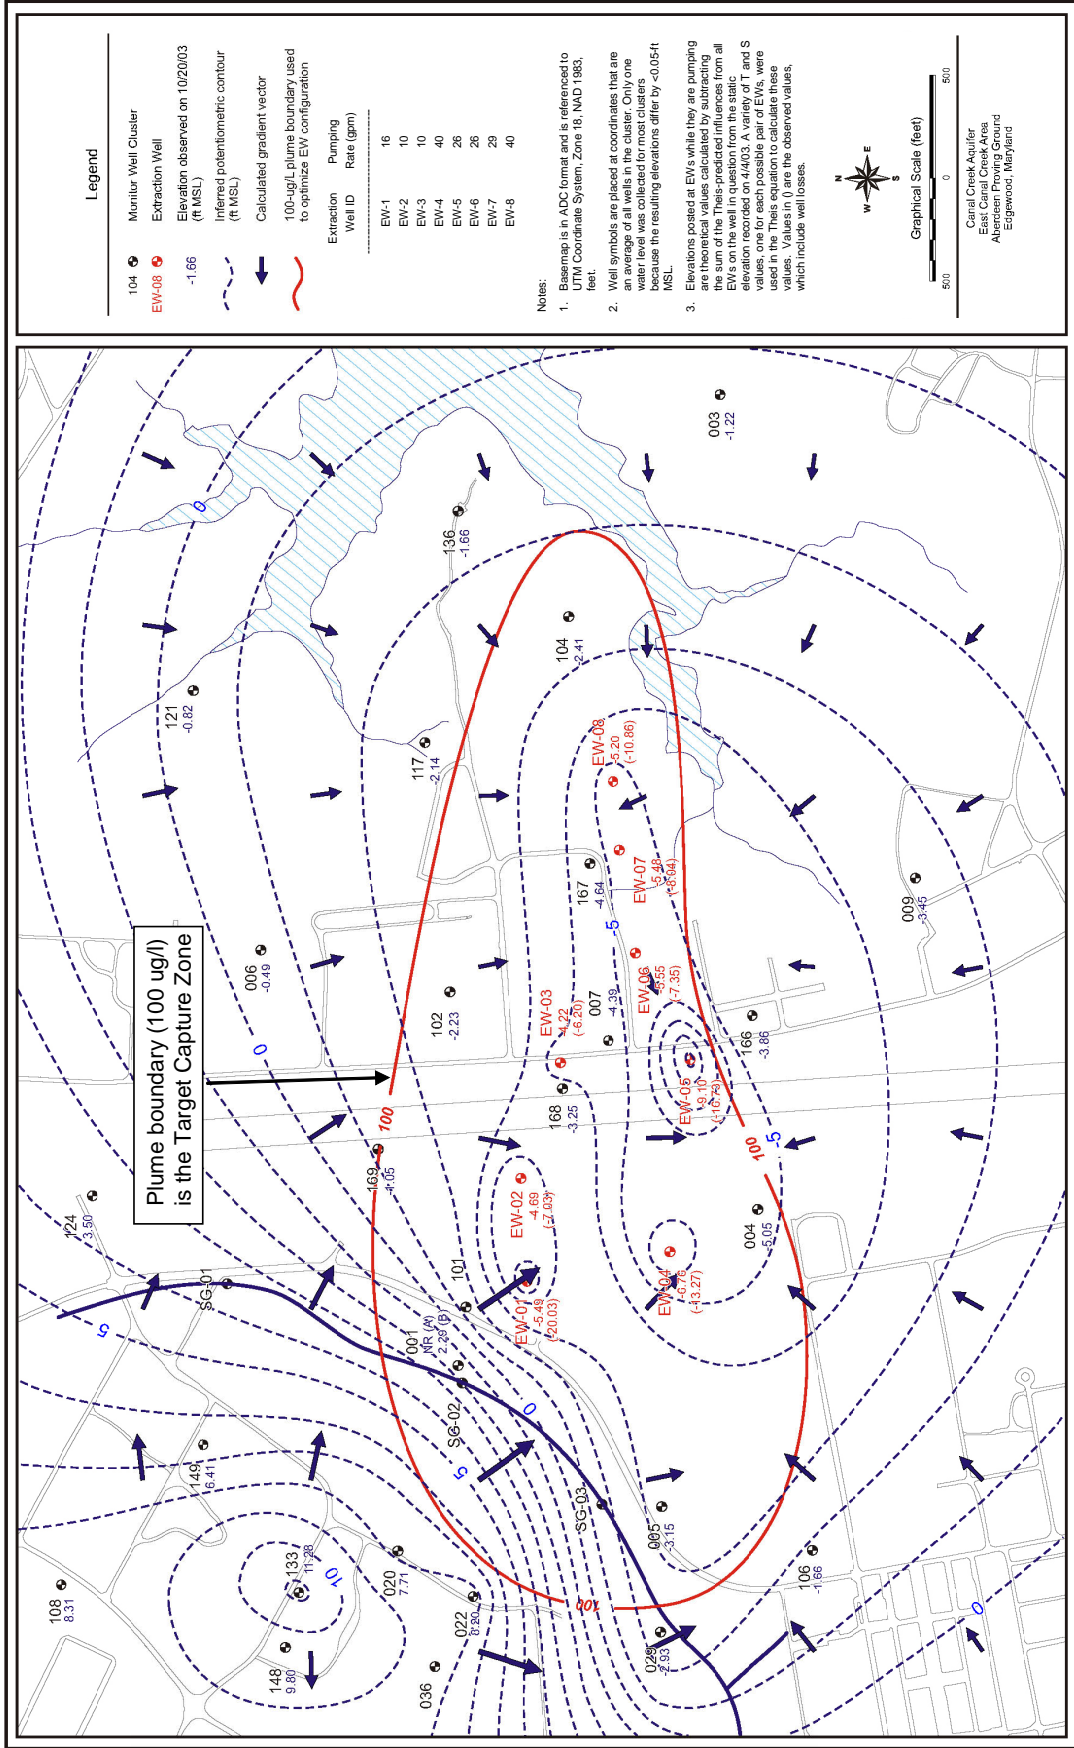 Legend
104 Munitor Well Cluster
EW-08 Extraction Well
-1.66 Elevation observed on 10/20/03
(ft MSL)
Inferred potentiometric contour
(ft MSL)
Calculated gradient vector
100-ug/L plume boundary used
to optimize EW configuration
Extraction Pumping
Well ID Rate (gpm)
EW-1 16
EW-2 10
EW-3 10
EW-4 40
EW-5 26
EW-6 26
EW-7 29
EW-8 40
Notes:
1. Basemap is in ADC format and is referenced to
UTM Coordinate System, Zone 18, NAD 1983,
feet.
2. Well symbols are placed at coordinates that are
an average of all wells in the cluster. Only one
water level was collected for most clusters
because the resulting elevations differ by <0.05-ft
MSL.
3. Elevations posted at EWs while they are pumping
are theoretical values calculated by subtracting
the sum of the Theis-predicted influences from all
EWs on the well in question from the static
elevation recorded on 4/4/03. A variety of T and S
values, one for each possible pair of EWs, were
used in the Theis equation to calculate these
values. Values in () are the observed values,
which include well losses.
N
W E
S
Graphical Scale (feet)
500 0 500
Canal Creek Aquifer
East Canal Creek Area
Aberdeen Proving Ground
Edgewood, Maryland
Plume boundary (100 ug/l)
is the Target Capture Zone
108
8.31
148
9.80
133
11.28
10
149
6.41
020
7.71
022
8.20
036
5
124
3.50
SG-01
001
NR (A)
2.29 (B)
SG-02
5
0
SG-03
005
-3.15
029
-2.93
106
-1.66
0
101
169
-1.05
100
100
100
EW-01
-5.49
(-20.03)
EW-02
-4.69
(-7.03)
EW-03
-4.22
(-6.20)
EW-04
-6.76
(-13.27)
EW-05
-9.10
EW-06
-5.55
(-7.35)
EW-07
-5.48
(-8.04)
EW-08
-5.20
(-10.86)
168
-3.25
007
-4.39
167
-4.64
-5
-5
004
-5.05
166
-3.86
009
-3.45
102
-2.23
006
-0.49
0
0
121
-0.82
117
-2.14
136
-1.66
104
-2.41
003
-1.22